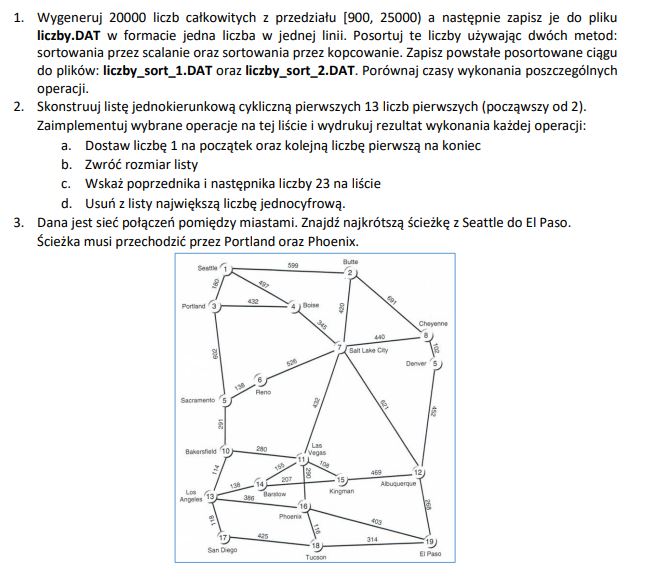 1. Wygeneruj 20000 liczb całkowitych z przedziału [900, 25000) a następnie zapisz je do pliku
liczby.DAT w formacie jedna liczba w jednej linii. Posortuj te liczby używając dwóch metod:
sortowania przez scalanie oraz sortowania przez kopcowanie. Zapisz powstałe posortowane ciągu
do plików: liczby_sort_1.DAT oraz liczby_sort_2.DAT. Porównaj czasy wykonania poszczególnych
operacji.
2. Skonstruuj listę jednokierunkową cykliczną pierwszych 13 liczb pierwszych (począwszy od 2).
Zaimplementuj wybrane operacje na tej liście i wydrukuj rezultat wykonania każdej operacji:
a. Dostaw liczbę 1 na początek oraz kolejną liczbę pierwszą na koniec
b. Zwróć rozmiar listy
c. Wskaż poprzednika i następnika liczby 23 na liście
d. Usuń z listy największą liczbę jednocyfrową.
3. Dana jest sieć połączeń pomiędzy miastami. Znajdź najkrótszą ścieżkę z Seattle do El Paso.
Ścieżka musi przechodzić przez Portland oraz Phoenix.
Butte
Seattle 1
599
2
180
497
691
Portland 3
432
4 Boise
420
345
Cheyenne
440
8
7
Salt Lake City
102
602
526
Denver 5
6
138
Reno
621
Sacramento 5
432
452
291
Las
Vegas
Bakersfield 10
280
11
155
108
114
469
12
207
290
138
14
15
Albuquerque
Los
Angeles
13
386
Barstow
Kingman
268
16
Phoenix
403
118
116
17
425
18
314
19
San Diego
Tucson
El Paso